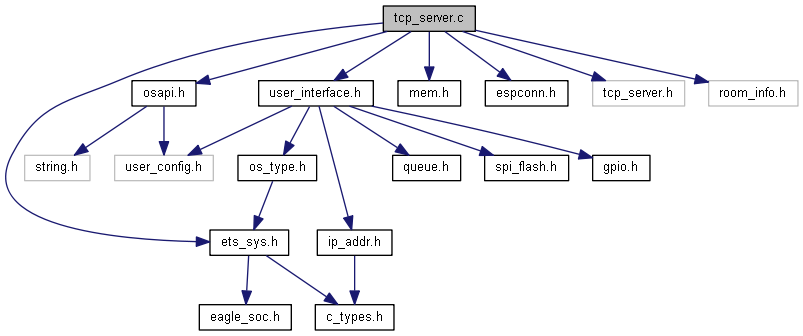 tcp_server.c
osapi.h user_interface.h mem.h espconn.h tcp_server.h room_info.h
string.h user_config.h os_type.h queue.h spi_flash.h gpio.h
ets_sys.h ip_addr.h
eagle_soc.h c_types.h